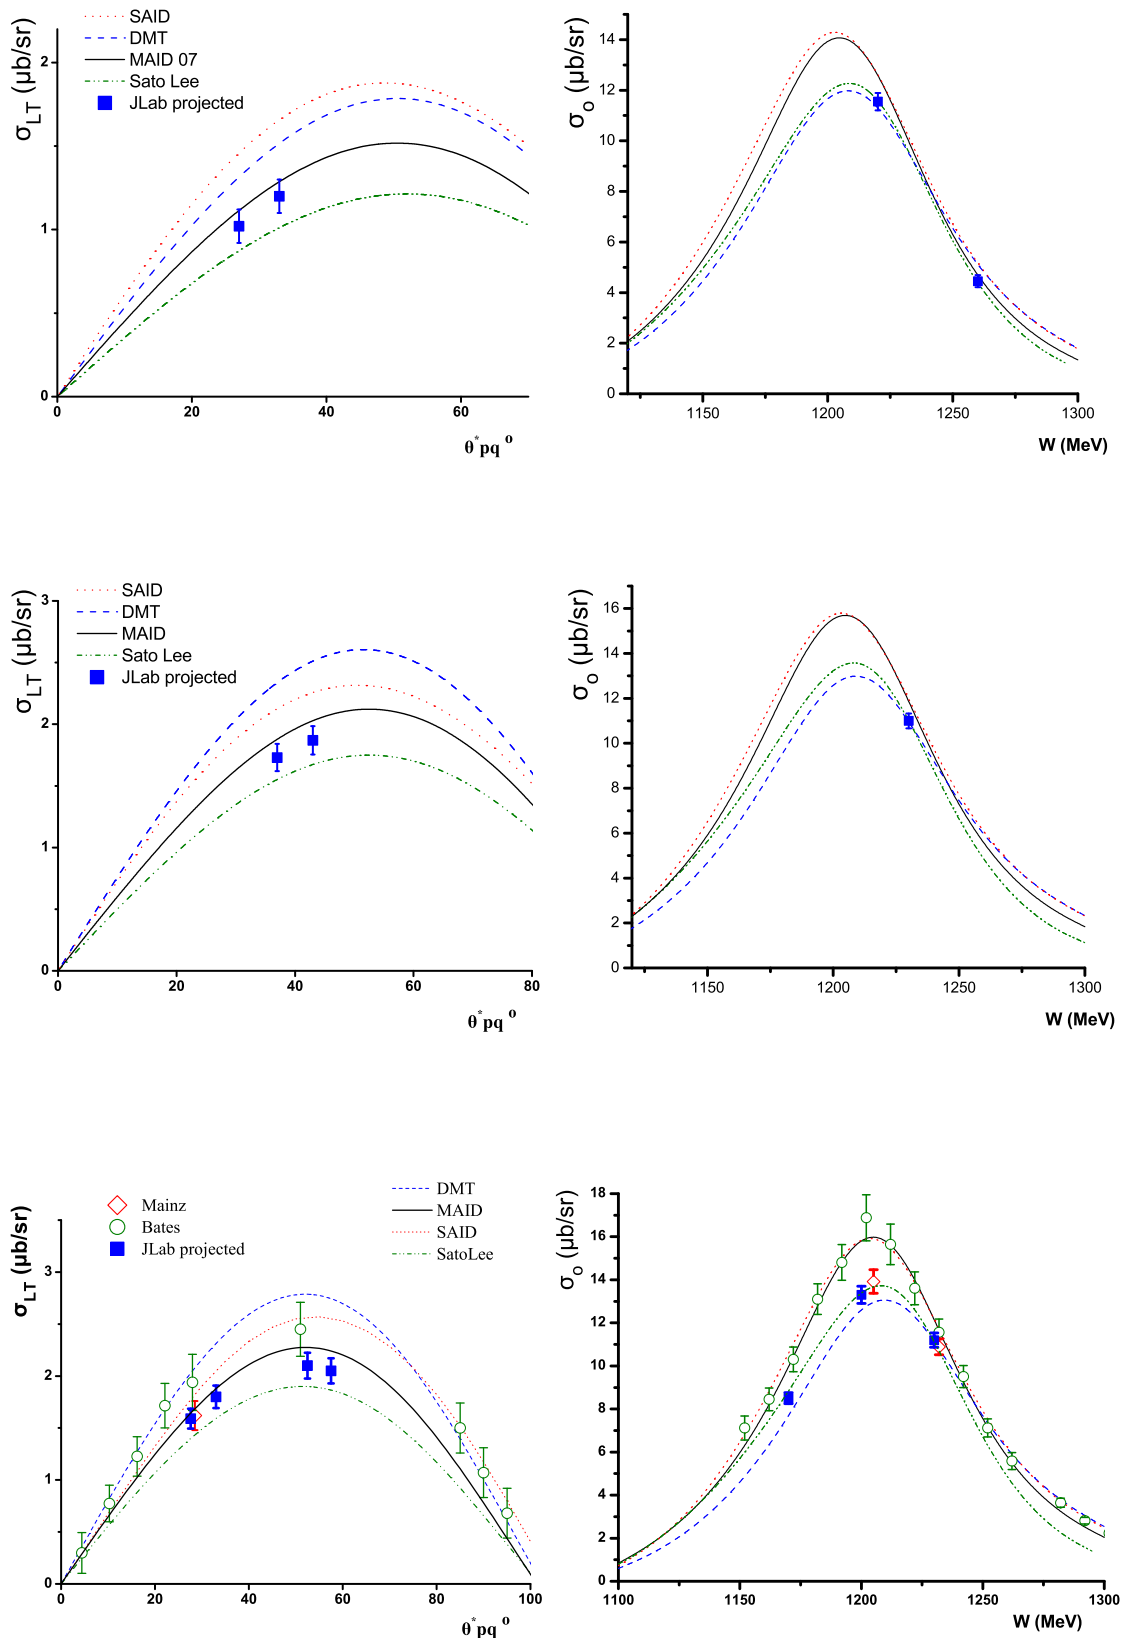 SAID
DMT
MAID 07
Sato Lee
JLab projected
σLT (μb/sr)
2
1
0
0 20 40 60
θ*pq o
σo (μb/sr)
14
12
10
8
6
4
2
0
1150 1200 1250 1300
W (MeV)
SAID
DMT
MAID
Sato Lee
JLab projected
σLT (μb/sr)
3
2
1
0
0 20 40 60 80
θ*pq o
σo (μb/sr)
16
14
12
10
8
6
4
2
0
1150 1200 1250 1300
W (MeV)
Mainz
Bates
JLab projected
DMT
MAID
SAID
SatoLee
σLT (μb/sr)
3
2
1
0
0 20 40 60 80 100
θ*pq o
σo (μb/sr)
18
16
14
12
10
8
6
4
2
0
1100 1150 1200 1250 1300
W (MeV)